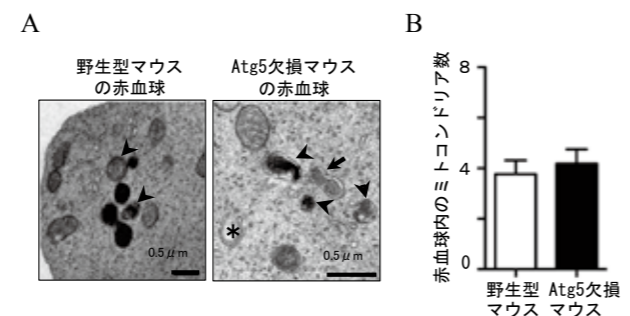 A
野生型マウス
の赤血球
Atg5欠損マウス
の赤血球
*
0.5μm
0.5μm
B
赤血球内のミトコンドリア数
8
4
0
野生型
マウス
Atg5欠損
マウス